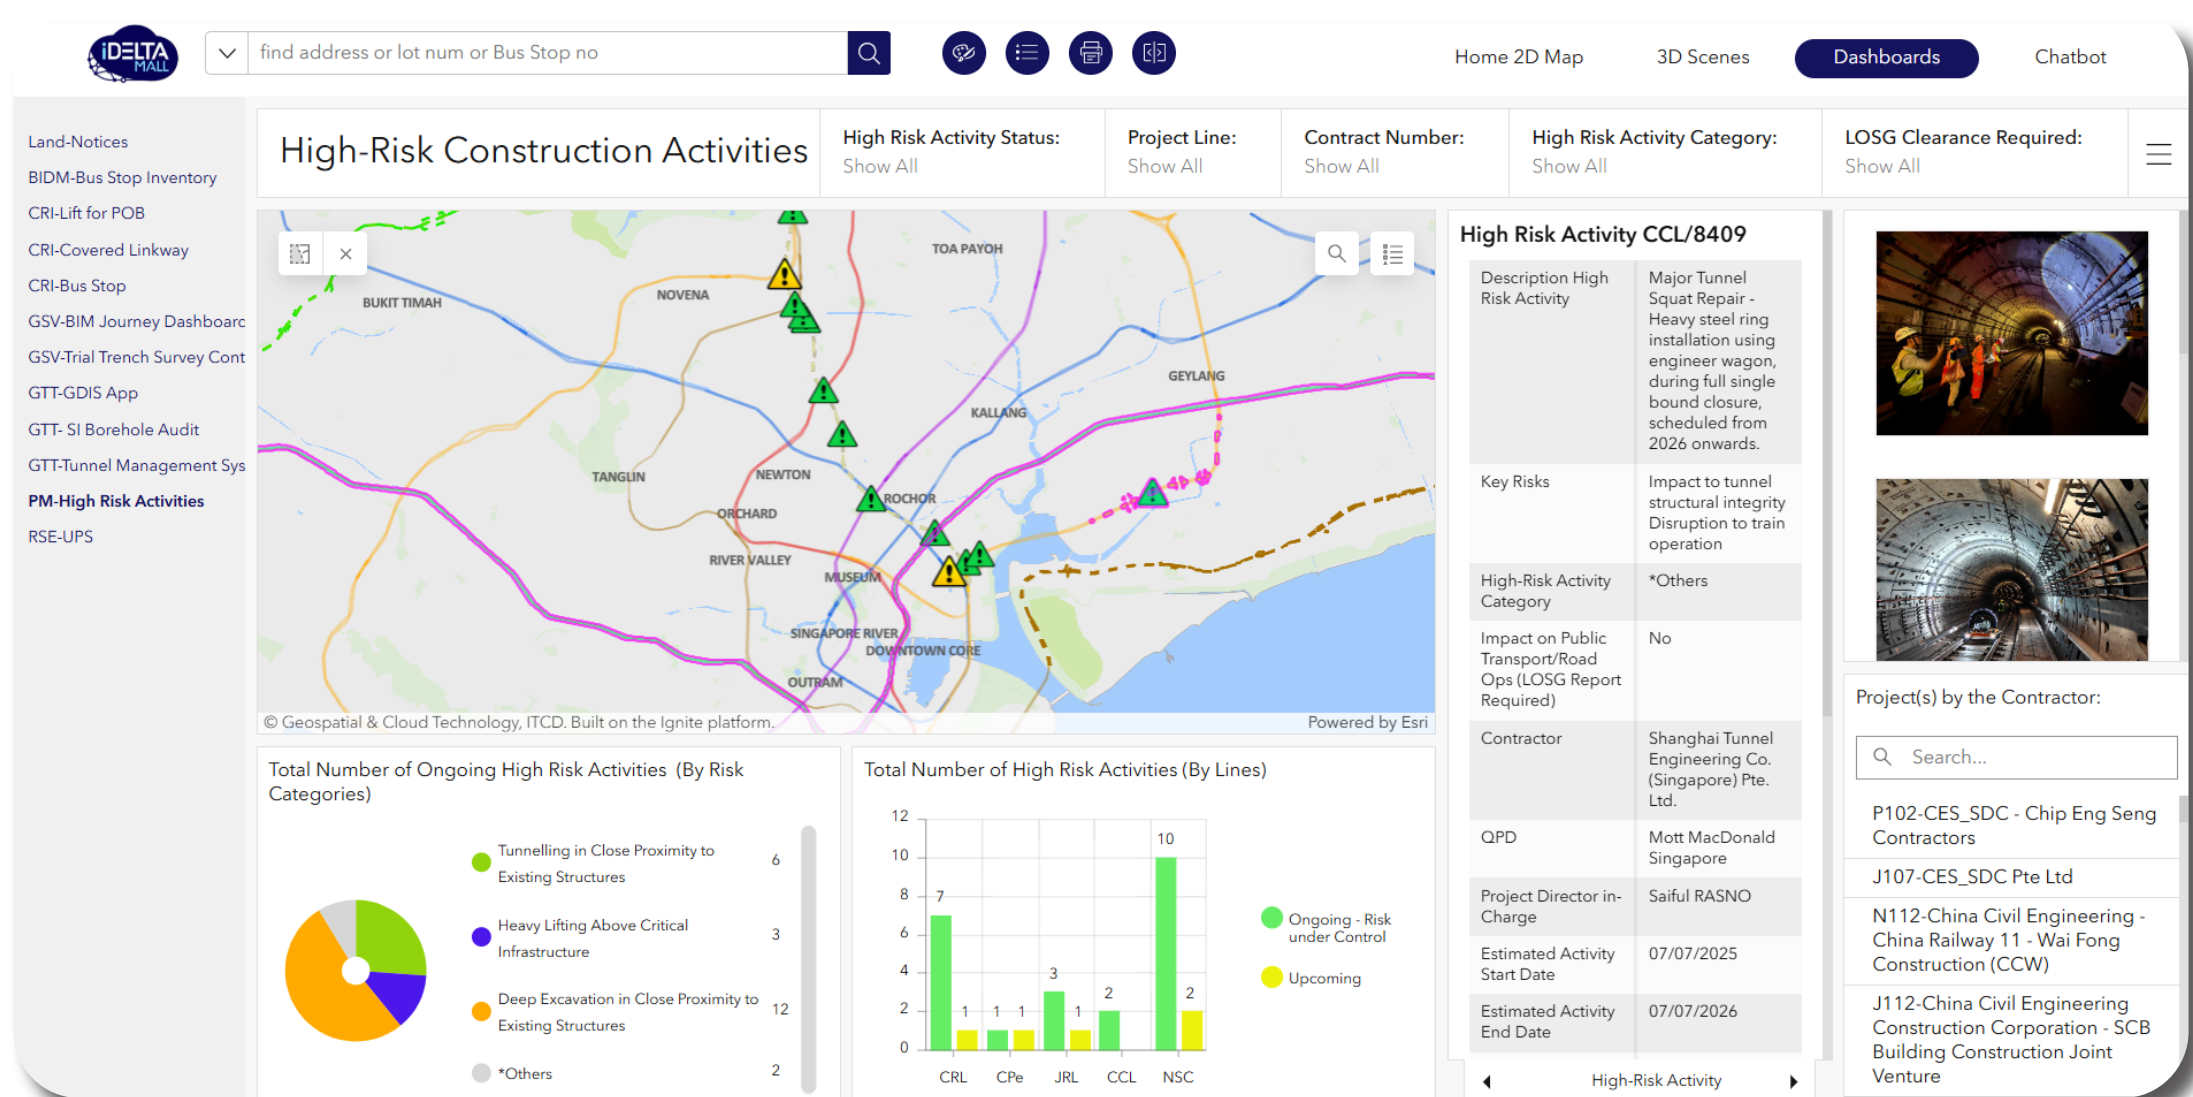 iDELTA
MALL
find address or lot num or Bus Stop no
Home 2D Map
3D Scenes
Dashboards
Chatbot
Land-Notices
BIDM-Bus Stop Inventory
CRI-Lift for POB
CRI-Covered Linkway
CRI-Bus Stop
GSV-BIM Journey Dashboarc
GSV-Trial Trench Survey Cont
GTT-GDIS App
GTT- SI Borehole Audit
GTT-Tunnel Management Sys
PM-High Risk Activities
RSE-UPS
High-Risk Construction Activities
High Risk Activity Status:
Show All
Project Line:
Show All
Contract Number:
Show All
High Risk Activity Category:
Show All
LOSG Clearance Required:
Show All
TOA PAYOH
BUKIT TIMAH
NOVENA
GEYLANG
KALLANG
TANGLIN
NEWTON
ROCHOR
ORCHARD
RIVER VALLEY
MUSEUM
SINGAPORE RIVER
DOWNTOWN CORE
OUTRAM
© Geospatial & Cloud Technology, ITCD. Built on the Ignite platform.
Powered by Esri
Total Number of Ongoing High Risk Activities (By Risk
Categories)
Tunnelling in Close Proximity to
Existing Structures
6
Heavy Lifting Above Critical
Infrastructure
3
Deep Excavation in Close Proximity to
Existing Structures
12
*Others
2
Total Number of High Risk Activities (By Lines)
12
10
8
6
4
2
0
7
1
1
1
3
1
2
10
2
CRL
CPe
JRL
CCL
NSC
Ongoing - Risk
under Control
Upcoming
High Risk Activity CCL/8409
Description High
Risk Activity
Major Tunnel
Squat Repair -
Heavy steel ring
installation using
engineer wagon,
during full single
bound closure,
scheduled from
2026 onwards.
Key Risks
Impact to tunnel
structural integrity
Disruption to train
operation
High-Risk Activity
Category
*Others
Impact on Public
Transport/Road
Ops (LOSG Report
Required)
No
Contractor
Shanghai Tunnel
Engineering Co.
(Singapore) Pte.
Ltd.
QPD
Mott MacDonald
Singapore
Project Director in-
Charge
Saiful RASNO
Estimated Activity
Start Date
07/07/2025
Estimated Activity
End Date
07/07/2026
High-Risk Activity
Project(s) by the Contractor:
Search...
P102-CES_SDC - Chip Eng Seng
Contractors
J107-CES_SDC Pte Ltd
N112-China Civil Engineering -
China Railway 11 - Wai Fong
Construction (CCW)
J112-China Civil Engineering
Construction Corporation - SCB
Building Construction Joint
Venture